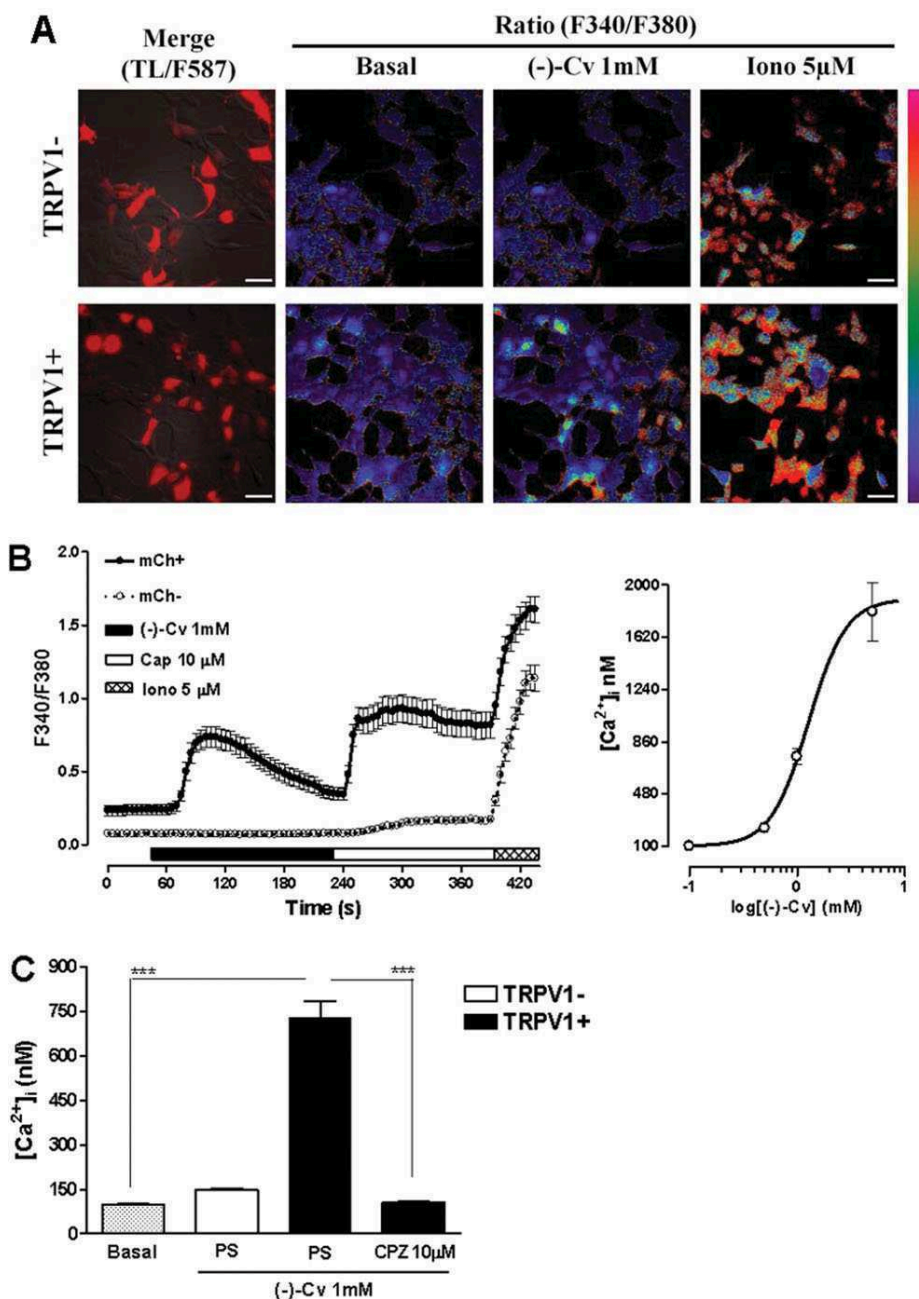 A
Merge
(TL/F587)
Ratio (F340/F380)
Basal
(-)-Cv 1mM
Iono 5µM
TRPV1-
TRPV1+
B
2.0
1.5
1.0
0.5
0.0
F340/F380
mCh+
mCh-
(-)-Cv 1mM
Cap 10 µM
Iono 5 µM
0 60 120 180 240 300 360 420
Time (s)
2000
1620
1240
860
480
100
[Ca²⁺]ᵢ nM
-1 0 1
log[(-)-Cv] (mM)
C
900
750
600
450
300
150
0
[Ca²⁺]ᵢ (nM)
*** ***
TRPV1-
TRPV1+
Basal PS PS CPZ 10µM
(-)-Cv 1mM